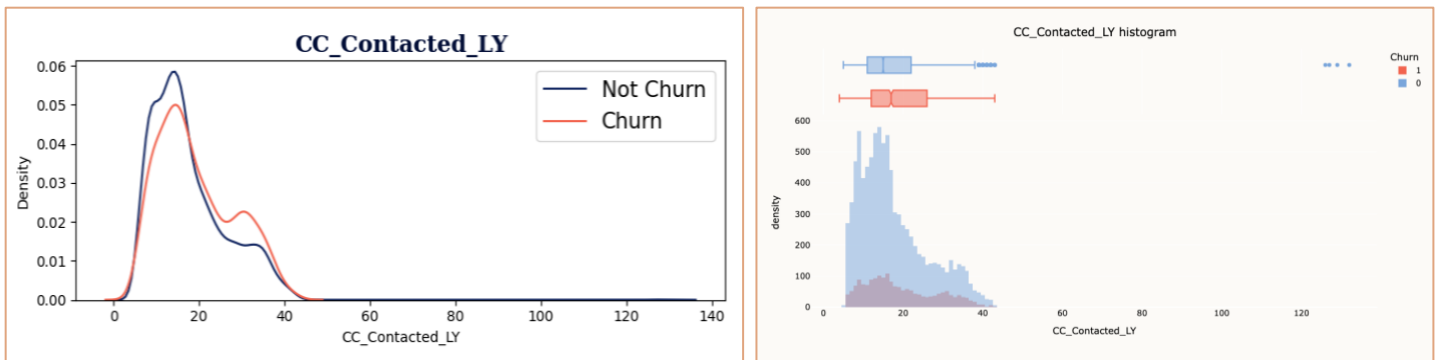 CC_Contacted_LY
0.06
0.05
0.04
0.03
0.02
0.01
0.00
Density
Not Churn
Churn
0 20 40 60 80 100 120 140
CC_Contacted_LY
CC_Contacted_LY histogram
Churn
1
0
600
500
400
300
200
100
0
density
0 20 40 60 80 100 120
CC_Contacted_LY